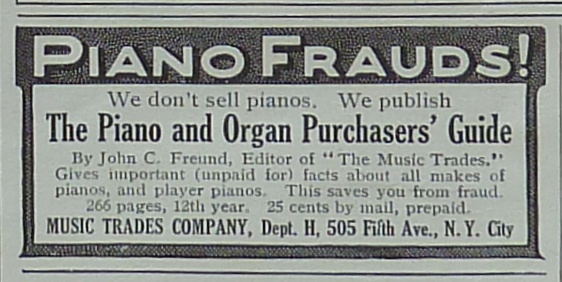 PIANO FRAUDS!
We don't sell pianos. We publish
The Piano and Organ Purchasers' Guide
By John C. Freund, Editor of "The Music Trades."
Gives important (unpaid for) facts about all makes of
pianos, and player pianos. This saves you from fraud.
266 pages, 12th year. 25 cents by mail, prepaid.
MUSIC TRADES COMPANY, Dept. H, 505 Fifth Ave., N. Y. City